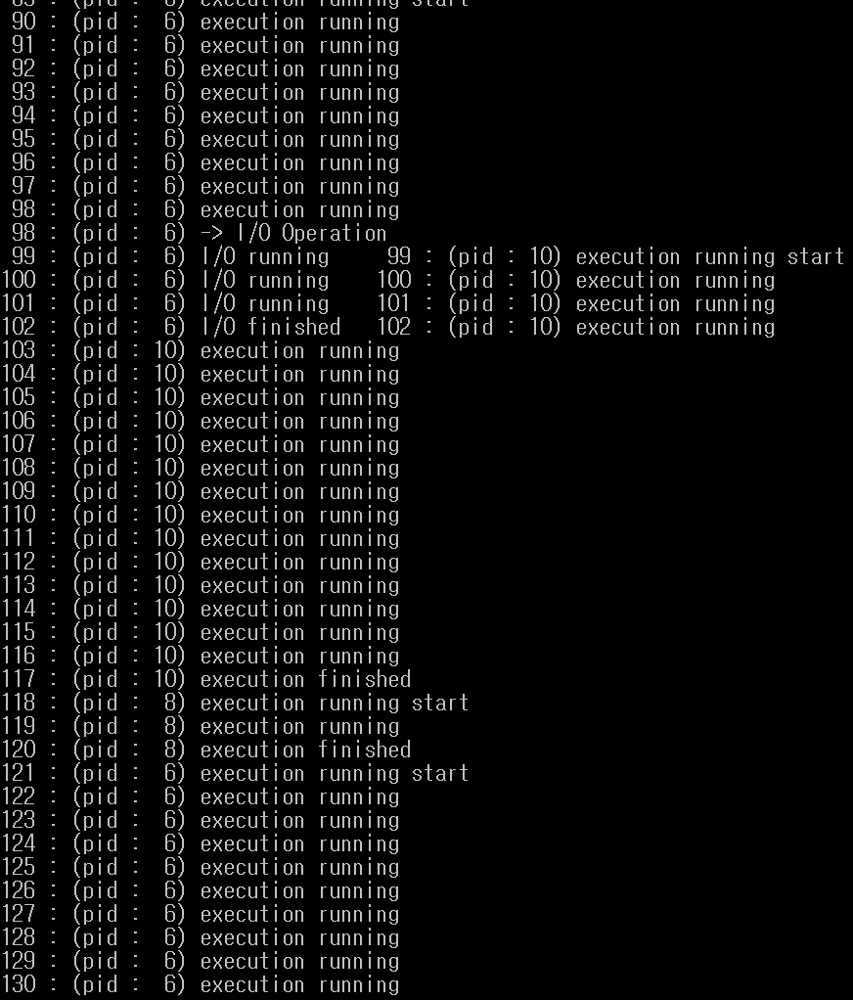 89 : (pid :  6) execution running start
 90 : (pid :  6) execution running
 91 : (pid :  6) execution running
 92 : (pid :  6) execution running
 93 : (pid :  6) execution running
 94 : (pid :  6) execution running
 95 : (pid :  6) execution running
 96 : (pid :  6) execution running
 97 : (pid :  6) execution running
 98 : (pid :  6) execution running
 98 : (pid :  6) -> I/O Operation
 99 : (pid :  6) I/O running     99 : (pid : 10) execution running start
100 : (pid :  6) I/O running    100 : (pid : 10) execution running
101 : (pid :  6) I/O running    101 : (pid : 10) execution running
102 : (pid :  6) I/O finished   102 : (pid : 10) execution running
103 : (pid : 10) execution running
104 : (pid : 10) execution running
105 : (pid : 10) execution running
106 : (pid : 10) execution running
107 : (pid : 10) execution running
108 : (pid : 10) execution running
109 : (pid : 10) execution running
110 : (pid : 10) execution running
111 : (pid : 10) execution running
112 : (pid : 10) execution running
113 : (pid : 10) execution running
114 : (pid : 10) execution running
115 : (pid : 10) execution running
116 : (pid : 10) execution running
117 : (pid : 10) execution finished
118 : (pid :  8) execution running start
119 : (pid :  8) execution running
120 : (pid :  8) execution finished
121 : (pid :  6) execution running start
122 : (pid :  6) execution running
123 : (pid :  6) execution running
124 : (pid :  6) execution running
125 : (pid :  6) execution running
126 : (pid :  6) execution running
127 : (pid :  6) execution running
128 : (pid :  6) execution running
129 : (pid :  6) execution running
130 : (pid :  6) execution running